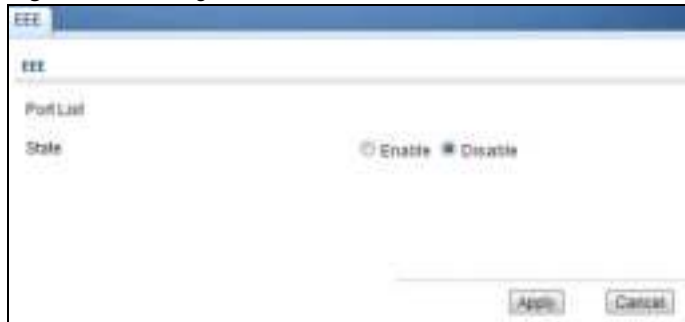 EEE
EEE
Port List
State Enable Disable
Apply Cancel